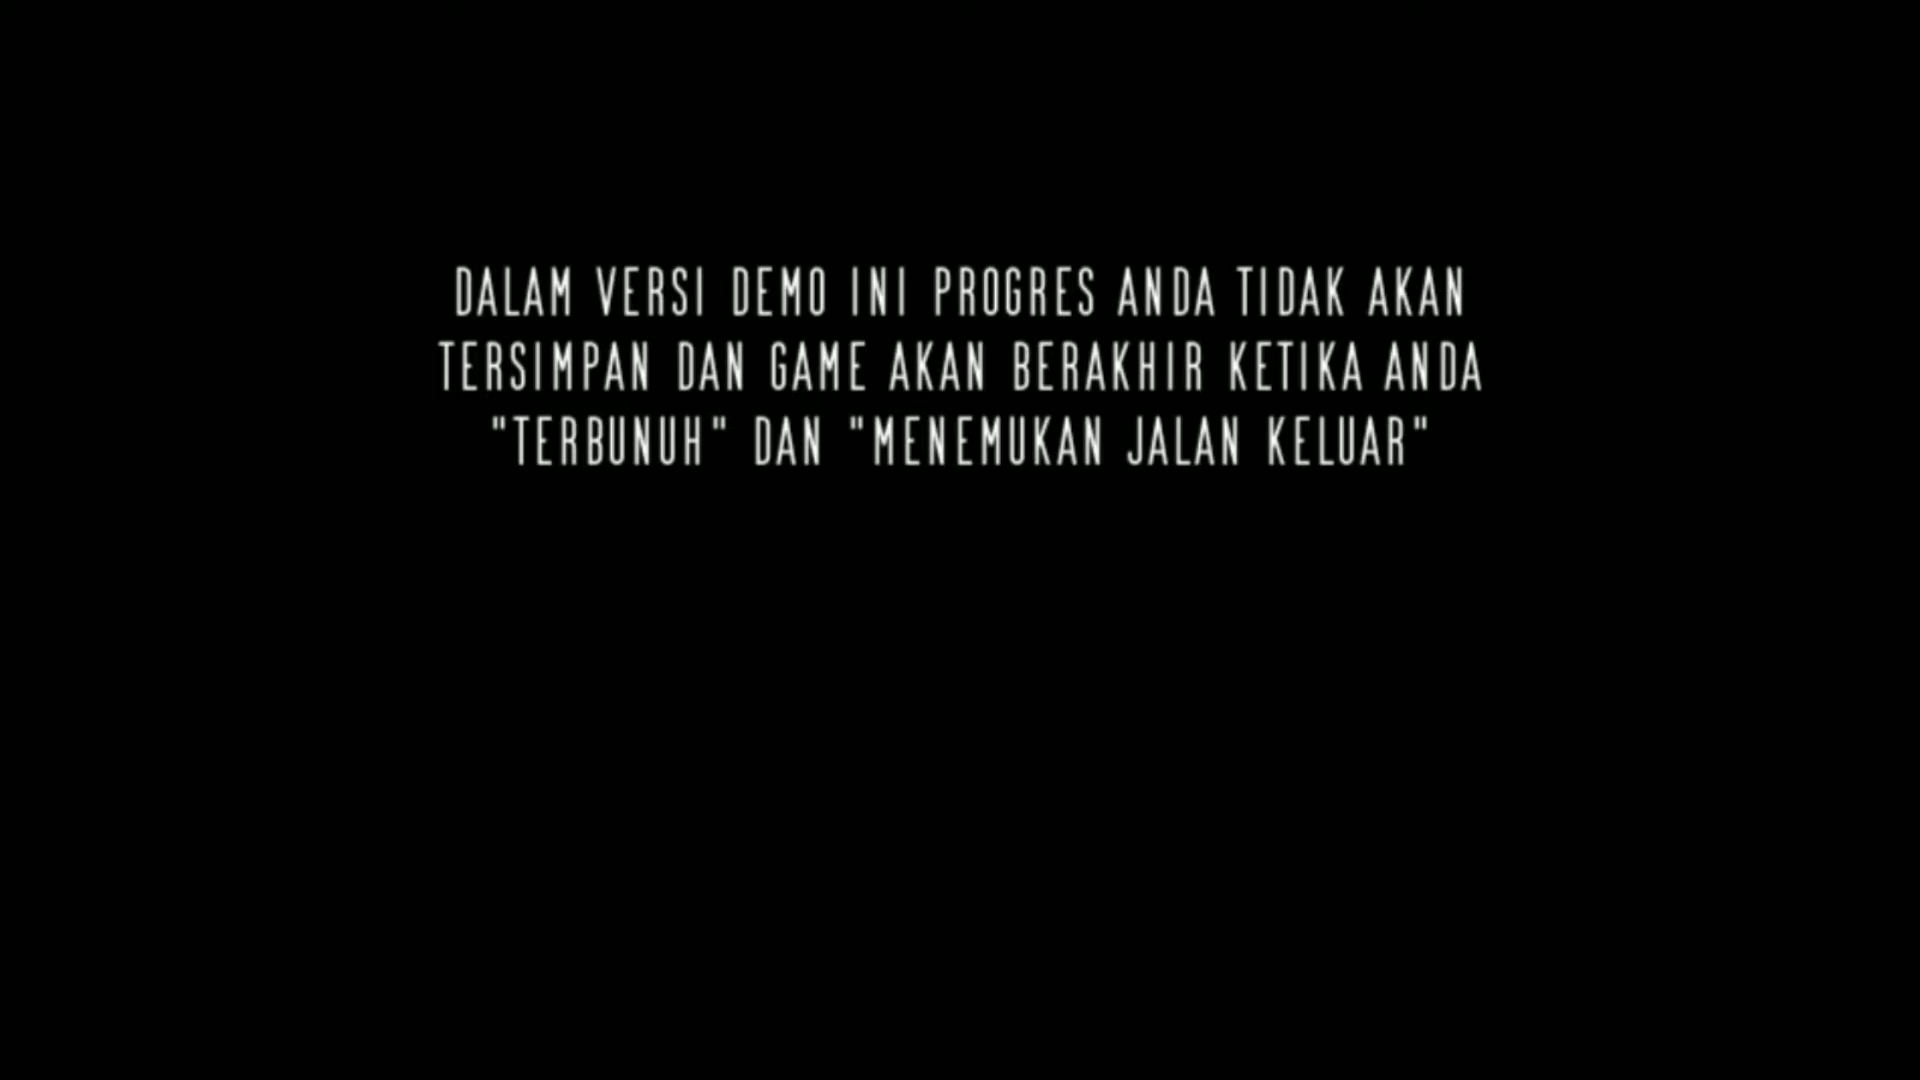 DALAM VERSI DEMO INI PROGRES ANDA TIDAK AKAN
TERSIMPAN DAN GAME AKAN BERAKHIR KETIKA ANDA
"TERBUNUH" DAN "MENEMUKAN JALAN KELUAR"